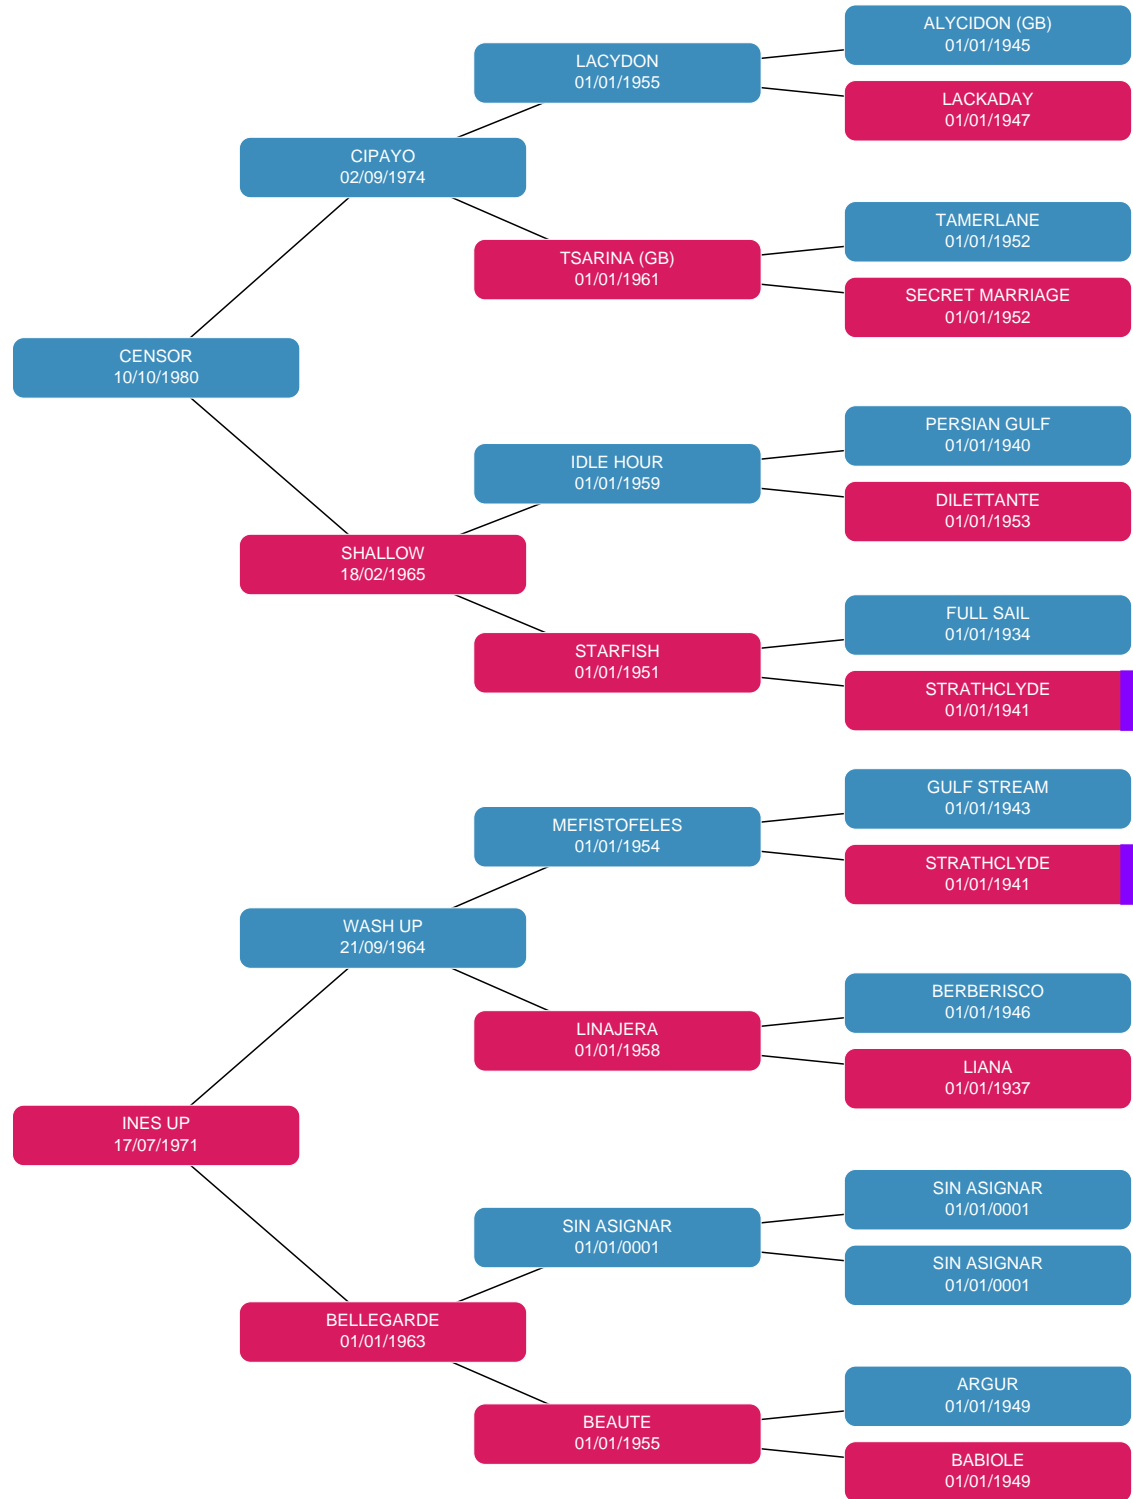 ALYCIDON (GB)
01/01/1945
LACYDON
01/01/1955
LACKADAY
01/01/1947
CIPAYO
02/09/1974
TAMERLANE
01/01/1952
TSARINA (GB)
01/01/1961
SECRET MARRIAGE
01/01/1952
CENSOR
10/10/1980
PERSIAN GULF
01/01/1940
IDLE HOUR
01/01/1959
DILETTANTE
01/01/1953
SHALLOW
18/02/1965
FULL SAIL
01/01/1934
STARFISH
01/01/1951
STRATHCLYDE
01/01/1941
GULF STREAM
01/01/1943
MEFISTOFELES
01/01/1954
STRATHCLYDE
01/01/1941
WASH UP
21/09/1964
BERBERISCO
01/01/1946
LINAJERA
01/01/1958
LIANA
01/01/1937
INES UP
17/07/1971
SIN ASIGNAR
01/01/0001
SIN ASIGNAR
01/01/0001
SIN ASIGNAR
01/01/0001
BELLEGARDE
01/01/1963
ARGUR
01/01/1949
BEAUTE
01/01/1955
BABIOLE
01/01/1949